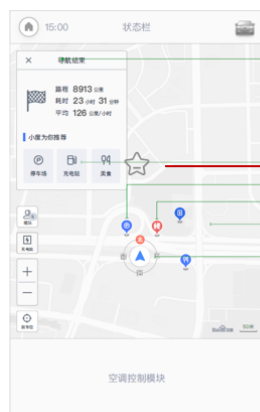 15:00 状态栏
导航结束
路程 8913 公里
耗时 23 小时 31 分钟
平均 126 公里/小时
小度为你推荐
停车场 充电站 美食
空调控制模块